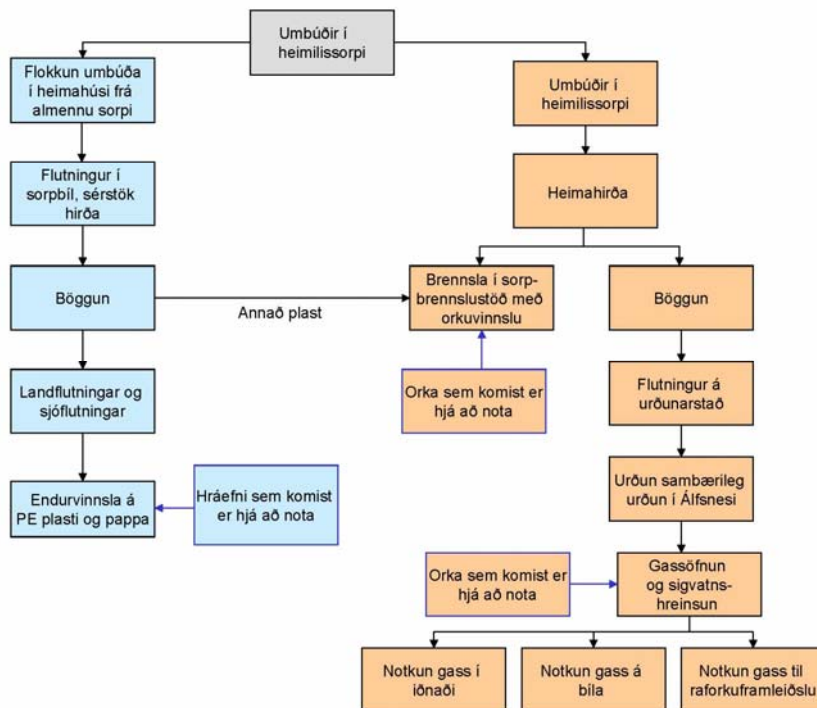 Umbúðir í
heimilissorpi
Flokkun umbúða
í heimahúsi frá
almennu sorpi
Flutningur í
sorpbíl, sérstök
hirða
Böggun
Annað plast
Landflutningar og
sjóflutningar
Endurvinnsla á
PE plasti og pappa
Hráefni sem komist
er hjá að nota
Umbúðir í
heimilissorpi
Heimahirða
Brennsla í sorp-
brennslustöð með
orkuvinnslu
Orka sem komist er
hjá að nota
Böggun
Flutningur á
urðunarstað
Urðun sambærileg
urðun í Álfsnesi
Orka sem komist er
hjá að nota
Gassöfnun
og sigvatns-
hreinsun
Notkun gass í
iðnaði
Notkun gass á
bíla
Notkun gass til
raforkuframleiðslu